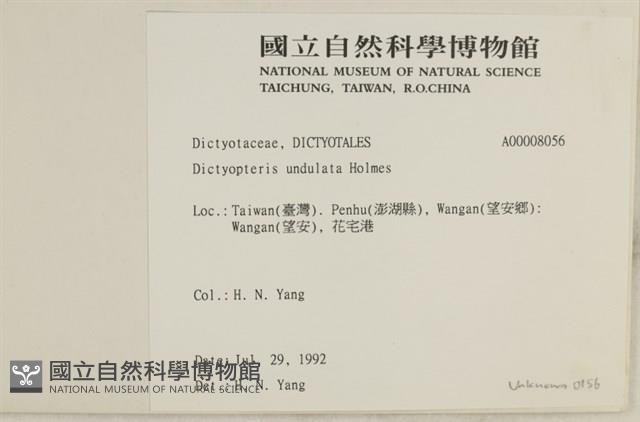 國立自然科學博物館
NATIONAL MUSEUM OF NATURAL SCIENCE
TAICHUNG, TAIWAN, R.O.CHINA
Dictyotaceae, DICTYOTALES A00008056
Dictyopteris undulata Holmes
Loc.: Taiwan(臺灣). Penhu(澎湖縣), Wangan(望安鄉):
Wangan(望安), 花宅港
Col.: H. N. Yang
Date: Jul. 29, 1992
國立自然科學博物館
NATIONAL MUSEUM OF NATURAL SCIENCE
Det.: H. N. Yang
Unknown 0156